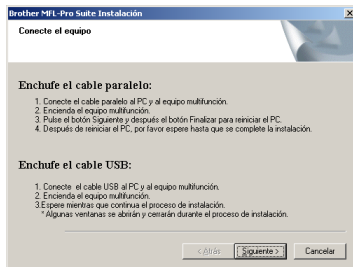 Brother MFL-Pro Suite Instalación
Conecte el equipo
Enchufe el cable paralelo:
1. Conecte el cable paralelo al PC y al equipo multifunción.
2. Encienda el equipo multifunción.
3. Pulse el botón Siguiente y después el botón Finalizar para reiniciar el PC.
4. Después de reiniciar el PC, por favor espere hasta que se complete la instalación.
Enchufe el cable USB:
1. Conecte el cable USB al PC y al equipo multifunción.
2. Encienda el equipo multifunción.
3.Espere mientras que continua el proceso de instalación.
* Algunas ventanas se abrirán y cerrarán durante el proceso de instalación.
< Atrás Siguiente > Cancelar